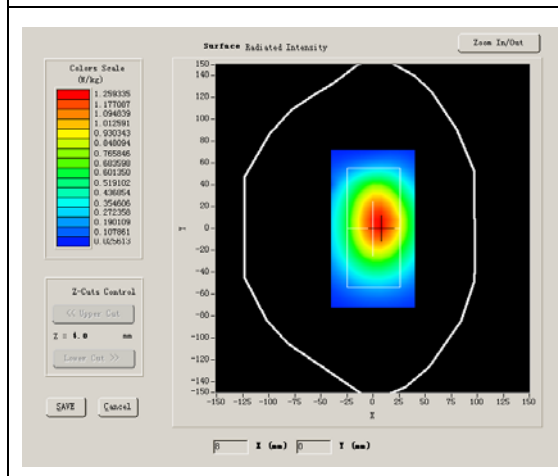 Surface Radiated Intensity
Zoom In/Out
Colors Scale
(W/kg)
1.259335
1.177087
1.094839
1.012591
0.930343
0.848094
0.765846
0.683598
0.601350
0.519102
0.436854
0.354606
0.272358
0.190109
0.107861
0.025613
150
140
120
100
80
60
40
20
0
-20
-40
-60
-80
-100
-120
-140
-150
Y
-150 -125 -100 -75 -50 -25 0 25 50 75 100 125 150
X
Z-Cuts Control
<< Upper Cut
Z = 4.0 mm
Lower Cut >>
SAVE
Cancel
8 X (mm) 0 Y (mm)